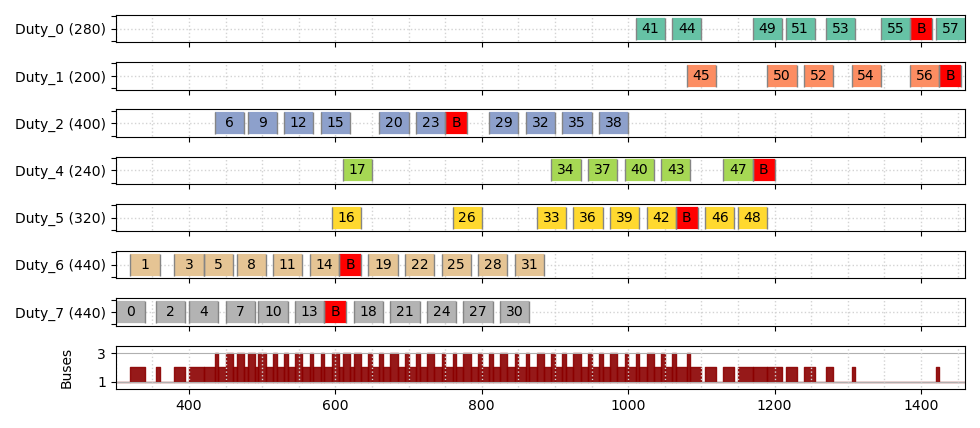 Duty_0 (280) 41 44 49 51 53 55 B 57
Duty_1 (200) 45 50 52 54 56 B
Duty_2 (400) 6 9 12 15 20 23 B 29 32 35 38
Duty_4 (240) 17 34 37 40 43 47 B
Duty_5 (320) 16 26 33 36 39 42 B 46 48
Duty_6 (440) 1 3 5 8 11 14 B 19 22 25 28 31
Duty_7 (440) 0 2 4 7 10 13 B 18 21 24 27 30
Buses 3
1
400 600 800 1000 1200 1400